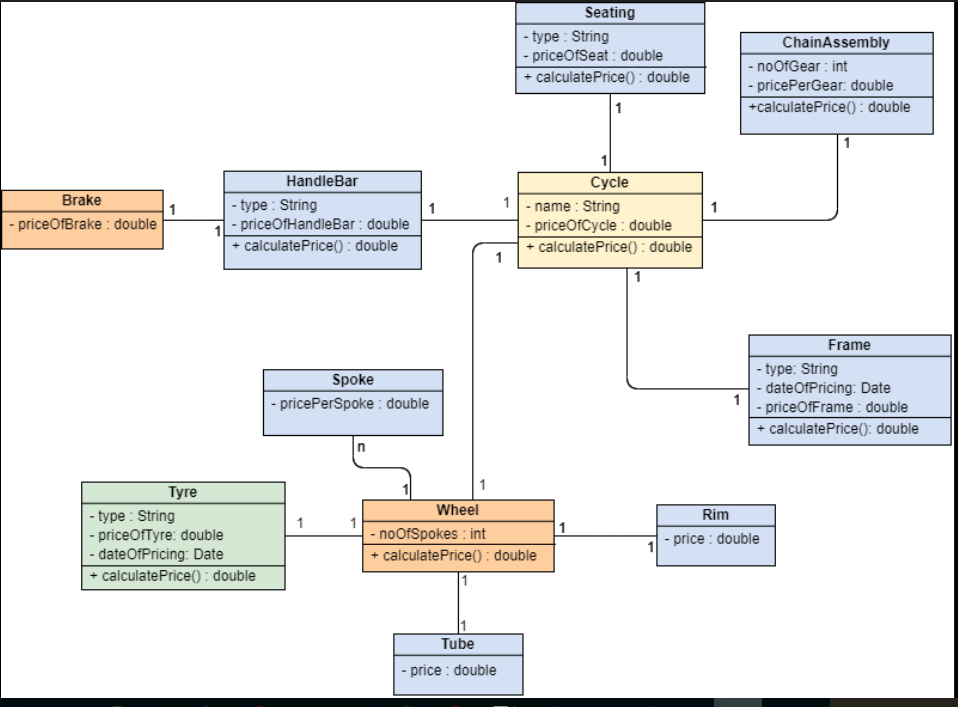 Seating
- type : String
- priceOfSeat : double
+ calculatePrice() : double
1
1
ChainAssembly
- noOfGear : int
- pricePerGear: double
+calculatePrice() : double
1
1
Brake
- priceOfBrake : double
1
1
HandleBar
- type : String
- priceOfHandleBar : double
+ calculatePrice() : double
1
1
Cycle
- name : String
- priceOfCycle : double
+ calculatePrice() : double
1
1
Frame
- type: String
- dateOfPricing: Date
- priceOfFrame : double
+ calculatePrice(): double
1
Spoke
- pricePerSpoke : double
n
1
1
Tyre
- type : String
- priceOfTyre: double
- dateOfPricing: Date
+ calculatePrice() : double
1
1
Wheel
- noOfSpokes : int
+ calculatePrice() : double
1
1
Rim
- price : double
1
1
Tube
- price : double